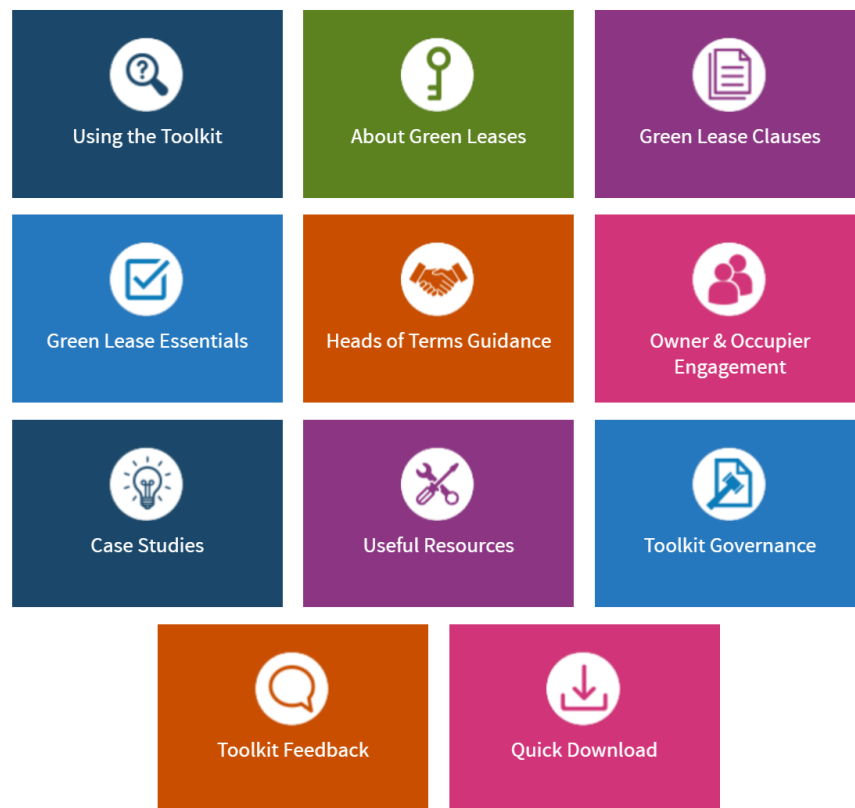 Using the Toolkit
About Green Leases
Green Lease Clauses
Green Lease Essentials
Heads of Terms Guidance
Owner & Occupier
Engagement
Case Studies
Useful Resources
Toolkit Governance
Toolkit Feedback
Quick Download